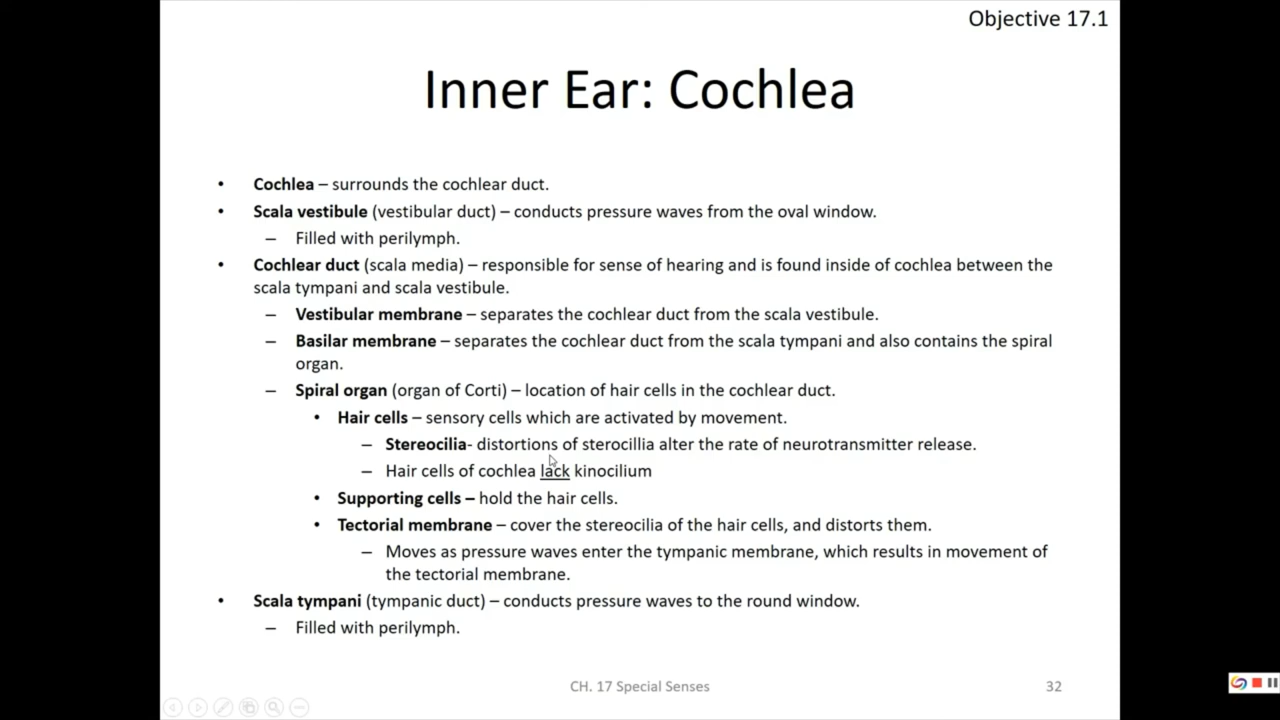 Objective 17.1
Inner Ear: Cochlea
• Cochlea – surrounds the cochlear duct.
• Scala vestibule (vestibular duct) – conducts pressure waves from the oval window.
– Filled with perilymph.
• Cochlear duct (scala media) – responsible for sense of hearing and is found inside of cochlea between the
scala tympani and scala vestibule.
– Vestibular membrane – separates the cochlear duct from the scala vestibule.
– Basilar membrane – separates the cochlear duct from the scala tympani and also contains the spiral
organ.
– Spiral organ (organ of Corti) – location of hair cells in the cochlear duct.
• Hair cells – sensory cells which are activated by movement.
– Stereocilia- distortions of sterocillia alter the rate of neurotransmitter release.
– Hair cells of cochlea lack kinocilium
• Supporting cells – hold the hair cells.
• Tectorial membrane – cover the stereocilia of the hair cells, and distorts them.
– Moves as pressure waves enter the tympanic membrane, which results in movement of
the tectorial membrane.
• Scala tympani (tympanic duct) – conducts pressure waves to the round window.
– Filled with perilymph.
CH. 17 Special Senses
32